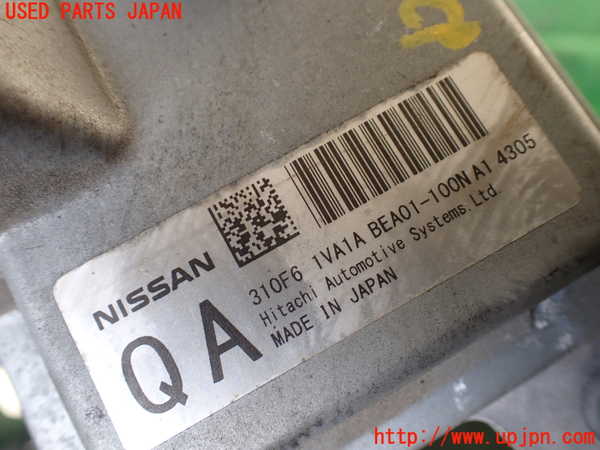 USED PARTS JAPAN
NISSAN
310F6 1VA1A BEA01-100N A1 4305
Hitachi Automotive Systems,Ltd.
MADE IN JAPAN
QA
http://www.upjpn.com/